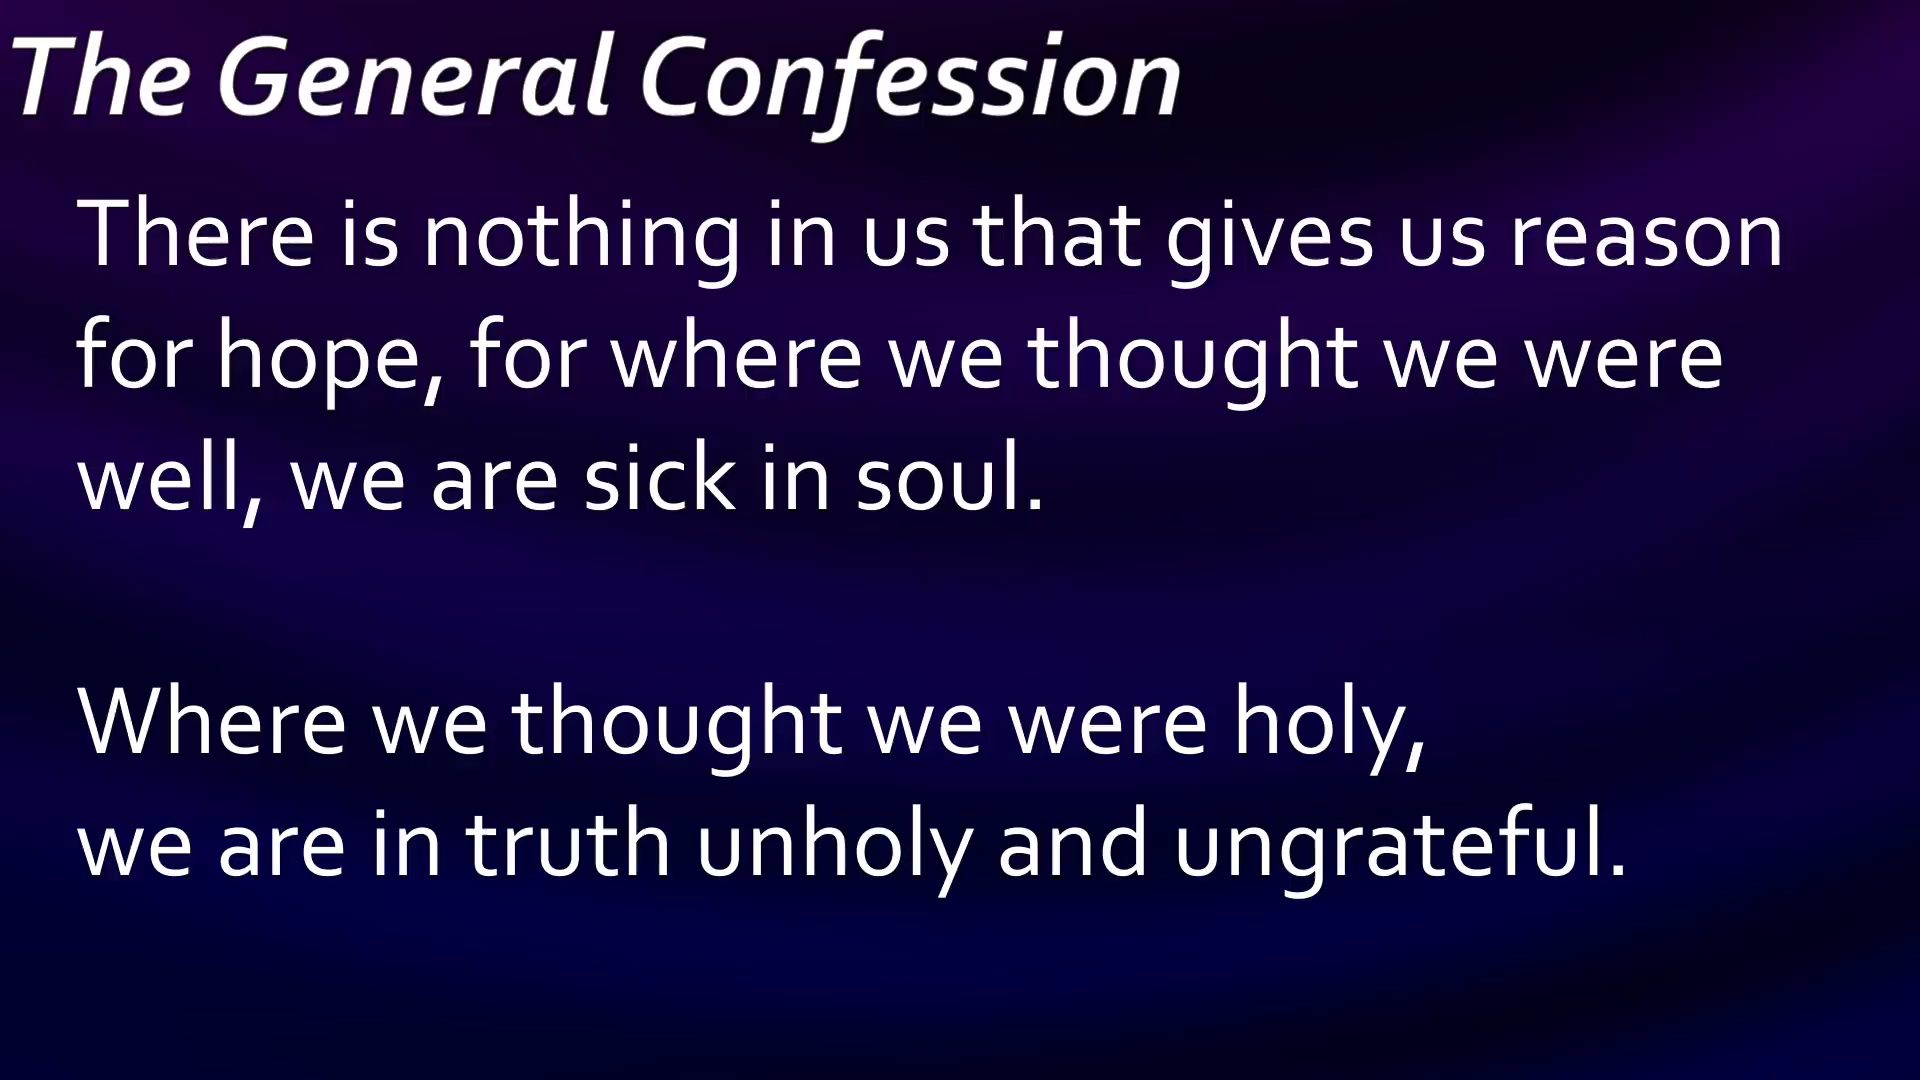 The General Confession
There is nothing in us that gives us reason
for hope, for where we thought we were
well, we are sick in soul.
Where we thought we were holy,
we are in truth unholy and ungrateful.